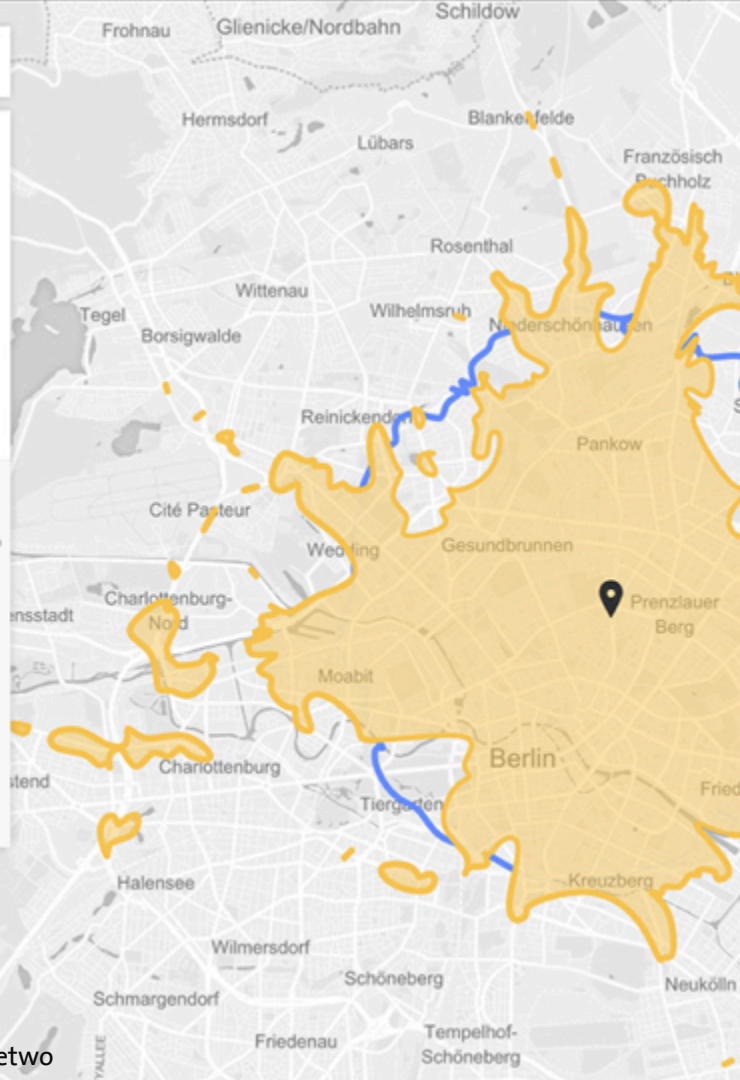 Schildow
Frohnau
Glienicke/Nordbahn
Hermsdorf
Blankenfelde
Lübars
Französisch
Buchholz
Rosenthal
Wittenau
Wilhelmsruh
Tegel
Niederschönhausen
Borsigwalde
Reinickendorf
Pankow
Cité Pasteur
Wedding
Gesundbrunnen
Charlottenburg-
Nord
ensstadt
Prenzlauer
Berg
Moabit
Berlin
Charlottenburg
stend
Fried
Tiergarten
Halensee
Kreuzberg
Wilmersdorf
Schöneberg
Neukölln
Schmargendorf
Friedenau
Tempelhof-
Schöneberg
YALLEE
etwo